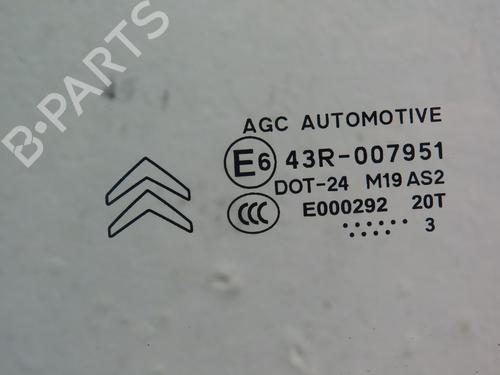 B-PARTS
AGC AUTOMOTIVE
E6 43R-007951
DOT-24 M19 AS2
CCC E000292 20T
3